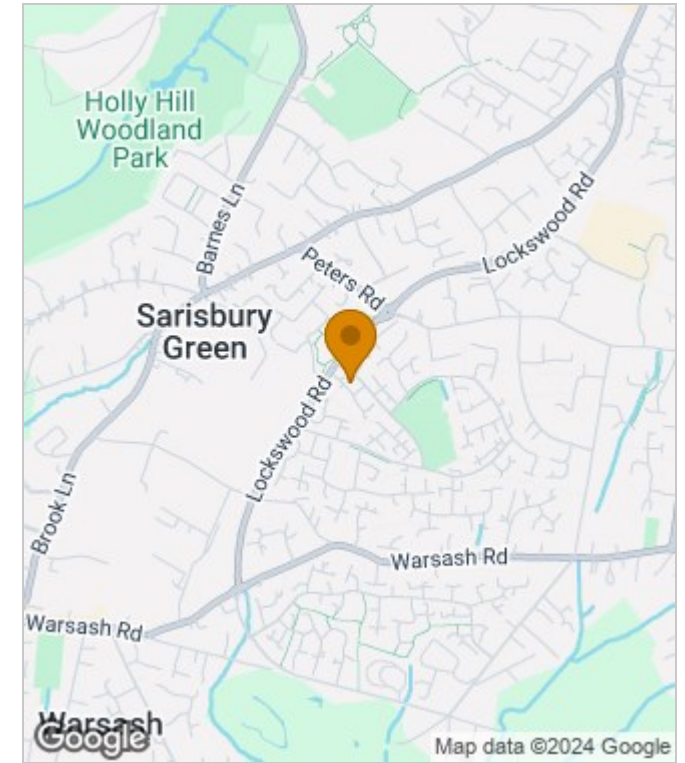 Holly Hill
Woodland
Park
Barnes Ln
Lockswood Rd
Peters Rd
Sarisbury
Green
Lockswood Rd
Brook Ln
Warsash Rd
Warsash Rd
Warsash
Google
Map data ©2024 Google